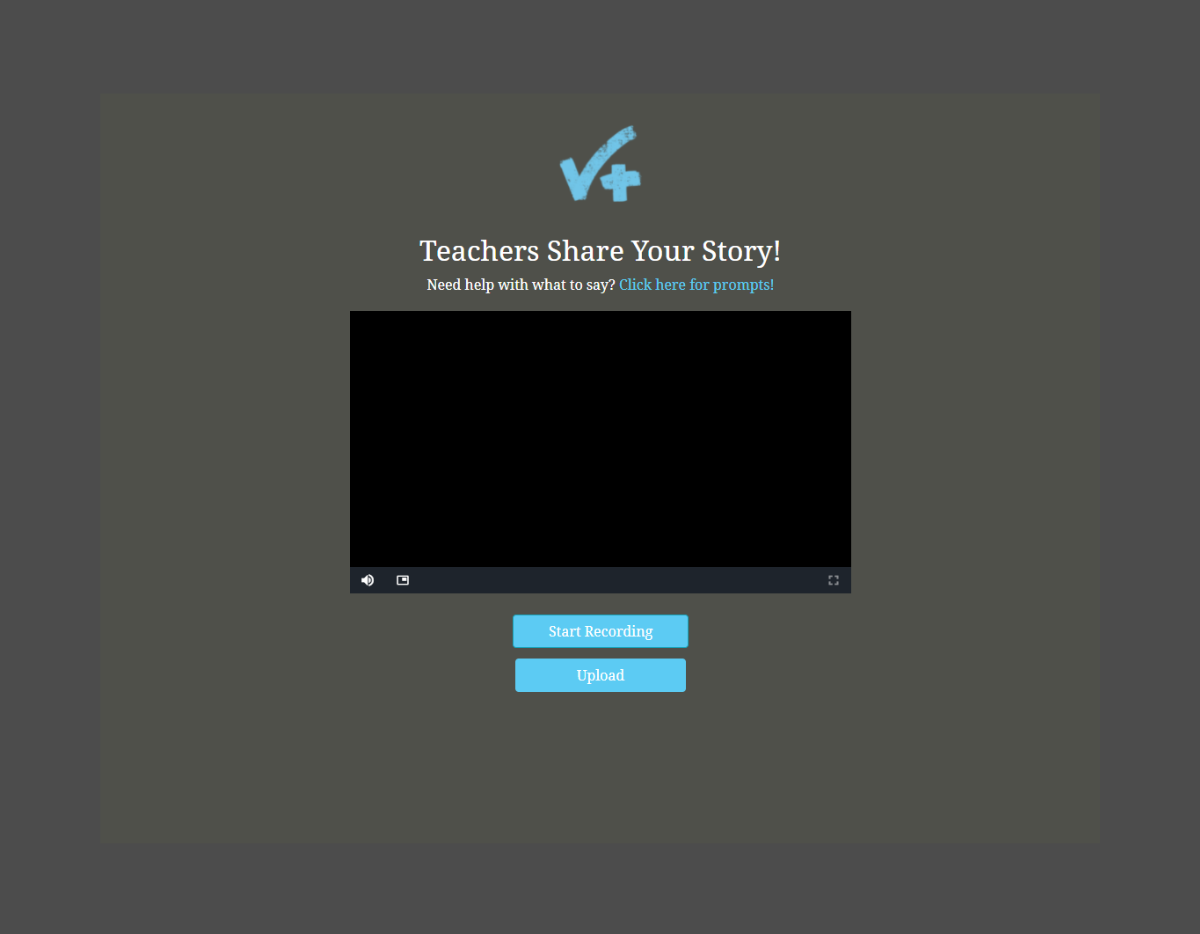 Teachers Share Your Story!
Need help with what to say? Click here for prompts!
Start Recording
Upload